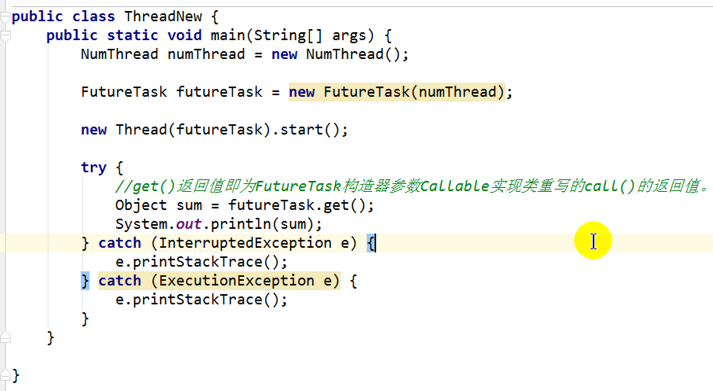 public class ThreadNew {
    public static void main(String[] args) {
        NumThread numThread = new NumThread();
        FutureTask futureTask = new FutureTask(numThread);
        new Thread(futureTask).start();
        try {
            //get()返回值即为FutureTask构造器参数Callable实现类重写的call()的返回值。
            Object sum = futureTask.get();
            System.out.println(sum);
        } catch (InterruptedException e) {
            e.printStackTrace();
        } catch (ExecutionException e) {
            e.printStackTrace();
        }
    }
}